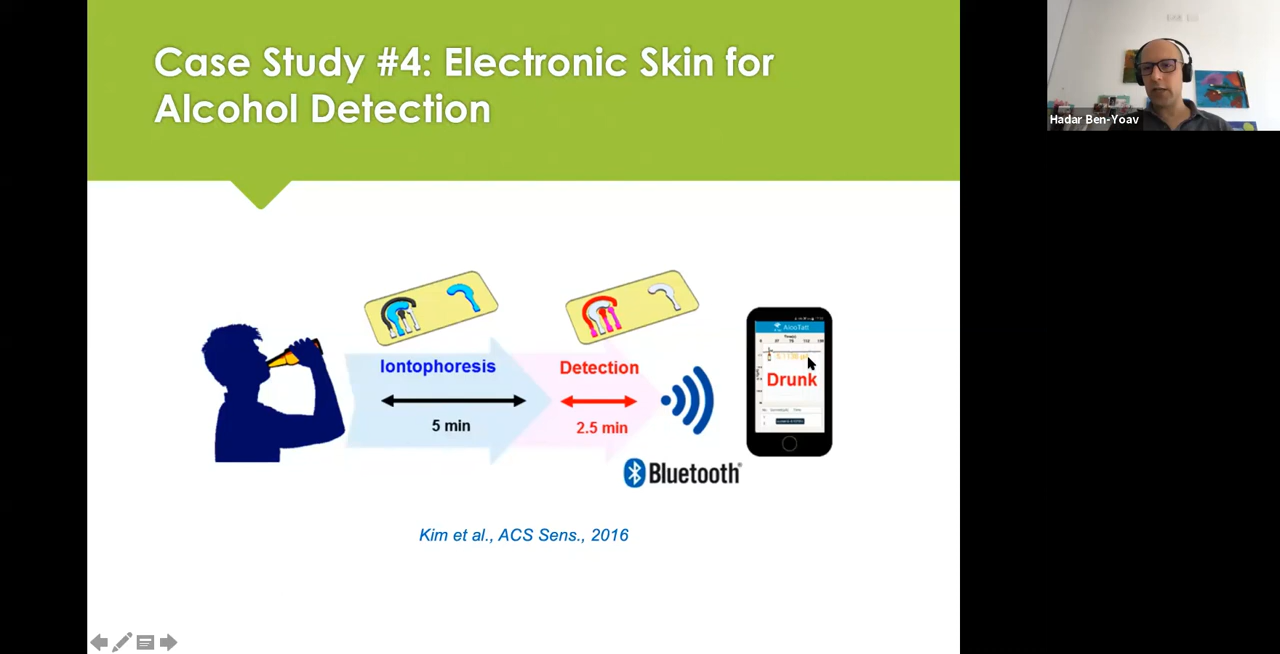 Case Study #4: Electronic Skin for
Alcohol Detection
Hadar Ben-Yoav
Iontophoresis
5 min
Detection
2.5 min
Bluetooth
Drunk
Kim et al., ACS Sens., 2016